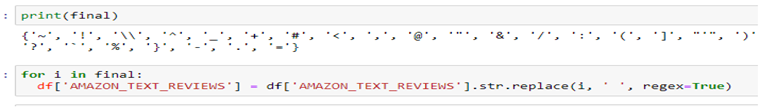 : print(final)
{'~', '!', '\\', '^', '_', '+', '#', '<', ',', '@', '"', '&', '/', ':', '(', ']', "'", ')'
'?', '`', '%', '}', '-', '.', '='}
: for i in final:
df['AMAZON_TEXT_REVIEWS'] = df['AMAZON_TEXT_REVIEWS'].str.replace(i, ' ', regex=True)